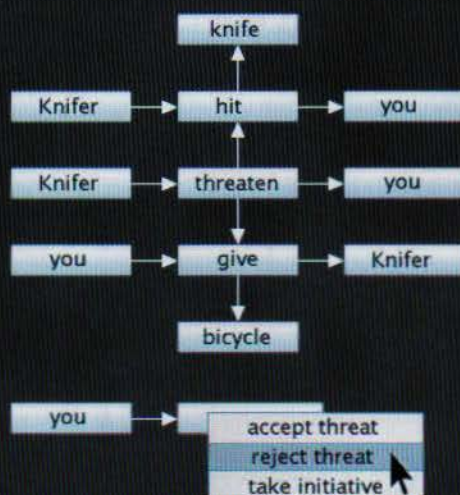 knife
Knifer hit you
Knifer threaten you
you give Knifer
bicycle
you
accept threat
reject threat
take initiative